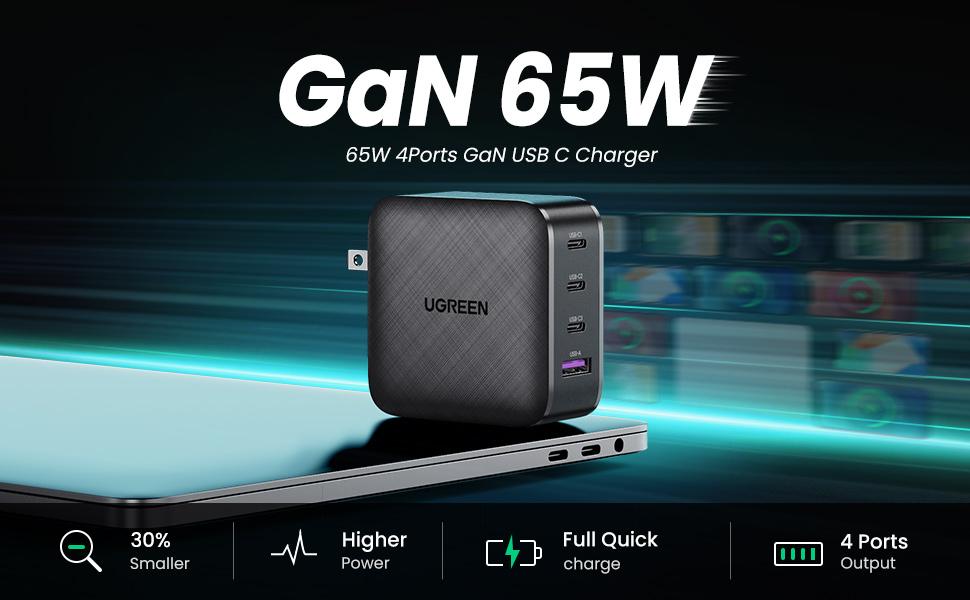 GaN 65W
65W 4Ports GaN USB C Charger
USB-C1
USB-C2
USB-C3
USB-A
UGREEN
30%
Smaller
Higher
Power
Full Quick
charge
4 Ports
Output